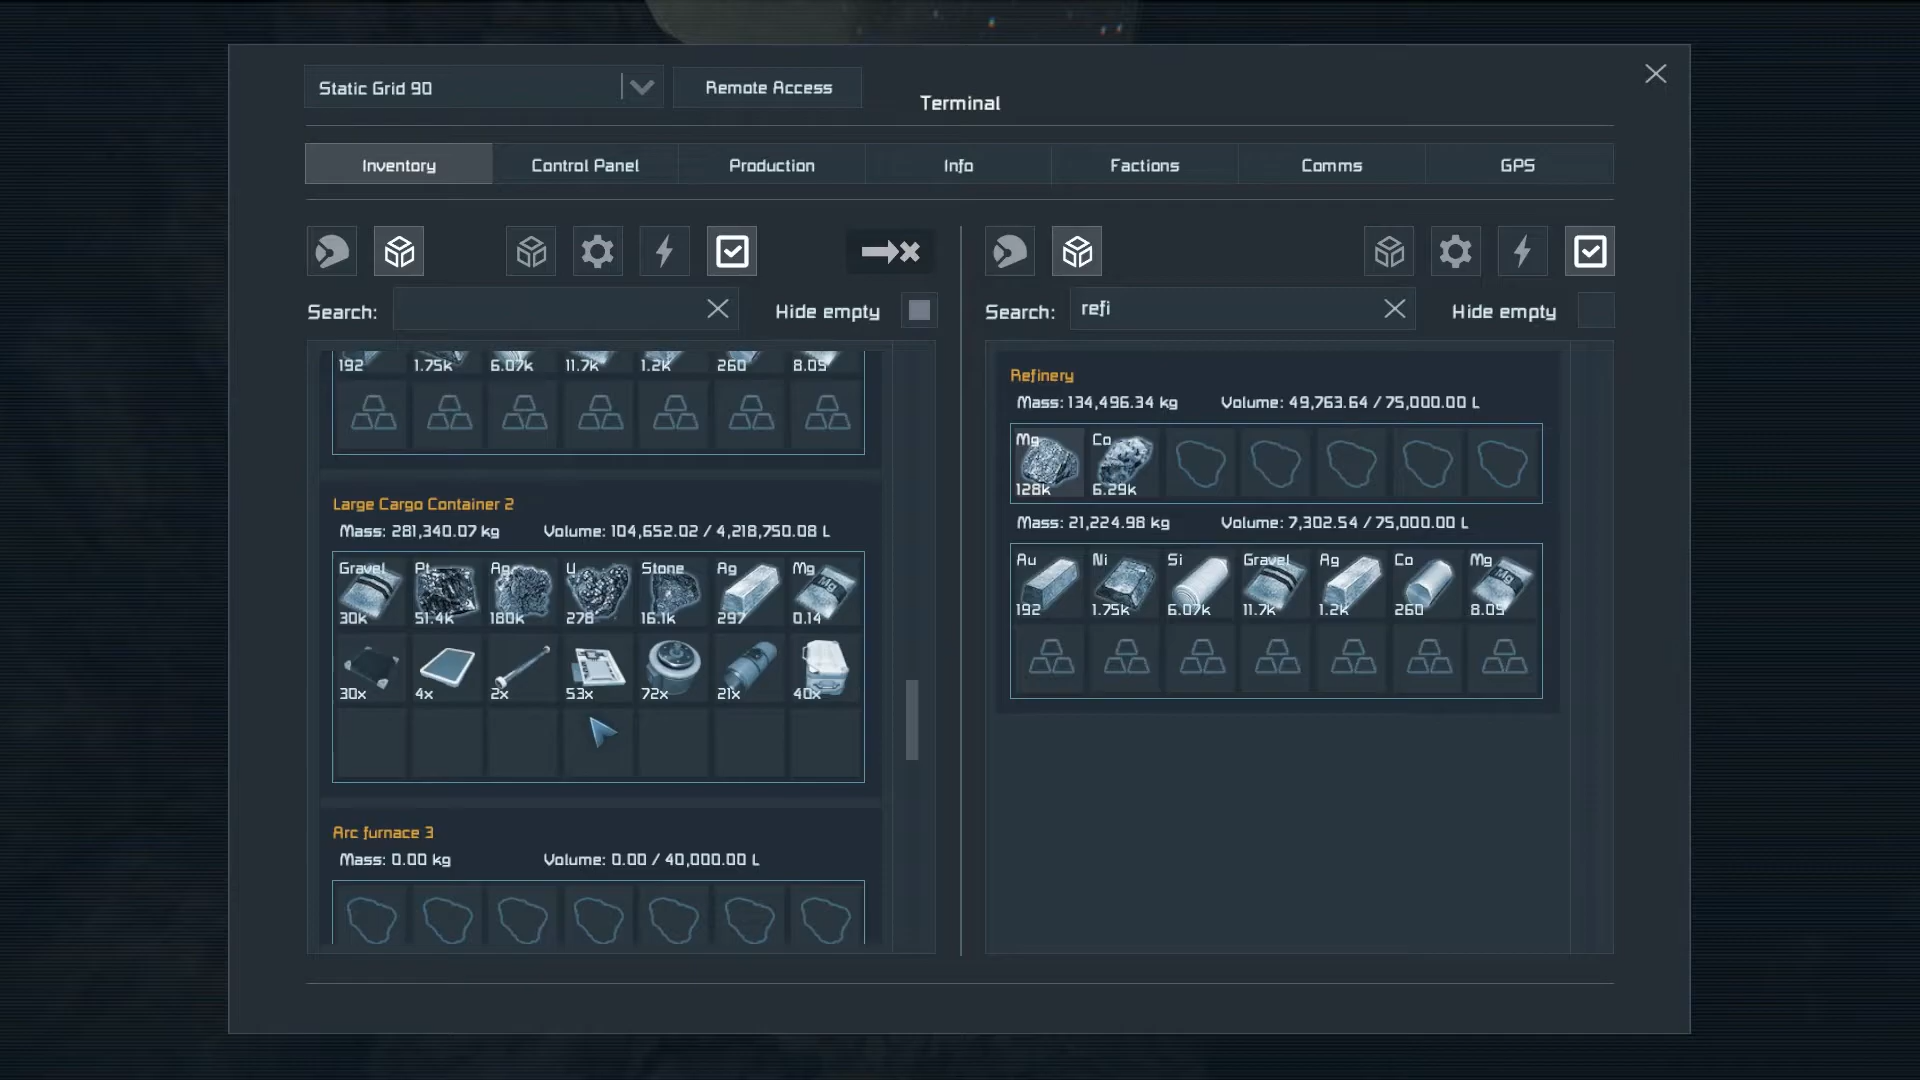 Static Grid 90
Remote Access
Terminal
Inventory
Control Panel
Production
Info
Factions
Comms
GPS
Search:
Hide empty
192 1.75k 6.07k 11.7k 1.2k 260 8.09
Large Cargo Container 2
Mass: 281,340.07 kg Volume: 104,652.02 / 4,218,750.08 L
Gravel Pt Ag U Stone Ag Mg
30k 51.4k 180k 278 16.1k 297 0.14
30x 4x 2x 53x 72x 21x 40x
Arc furnace 3
Mass: 0.00 kg Volume: 0.00 / 40,000.00 L
Search: refi
Hide empty
Refinery
Mass: 134,496.34 kg Volume: 49,763.64 / 75,000.00 L
Mg Co
128k 6.29k
Mass: 21,224.98 kg Volume: 7,302.54 / 75,000.00 L
Au Ni Si Gravel Ag Co Mg
192 1.75k 6.07k 11.7k 1.2k 260 8.09